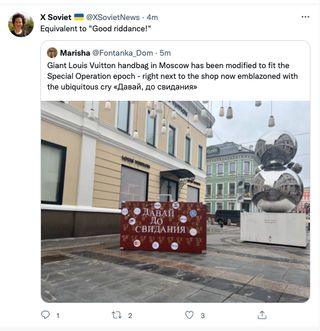 X Soviet 🇺🇦 @XSovietNews · 4m
Equivalent to "Good riddance!"
Marisha @Fontanka_Dom · 5m
Giant Louis Vuitton handbag in Moscow has been modified to fit the
Special Operation epoch - right next to the shop now emblazoned with
the ubiquitous cry «Давай, до свидания»
ДАВАЙ
ДО
СВИДАНИЯ
1 2 3